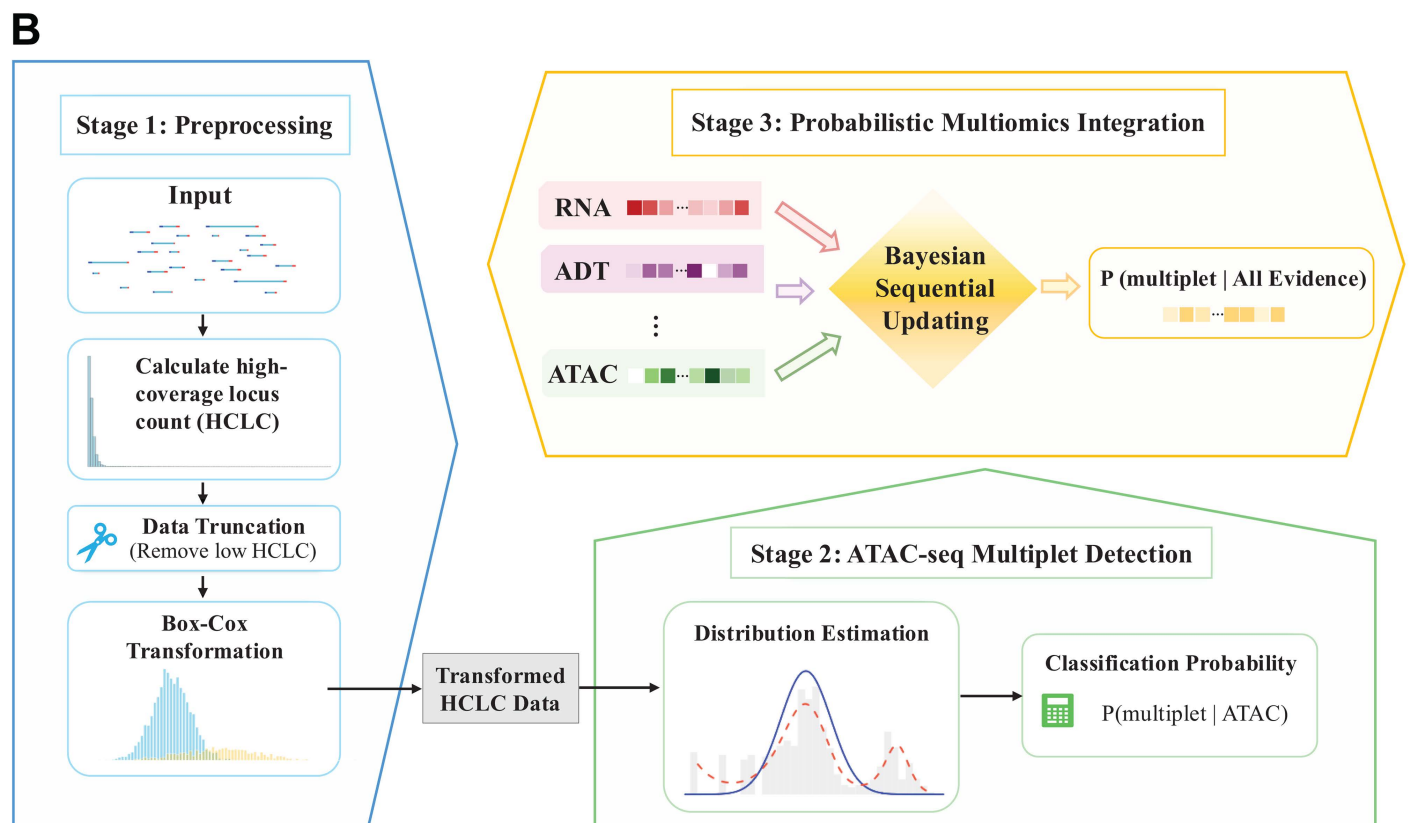 B
Stage 1: Preprocessing
Input
Calculate high-
coverage locus
count (HCLC)
Data Truncation
(Remove low HCLC)
Box-Cox
Transformation
Transformed
HCLC Data
Stage 2: ATAC-seq Multiplet Detection
Distribution Estimation
Classification Probability
P(multiplet | ATAC)
Stage 3: Probabilistic Multiomics Integration
RNA
...
ADT
...
⋮
ATAC
...
Bayesian
Sequential
Updating
P (multiplet | All Evidence)
...